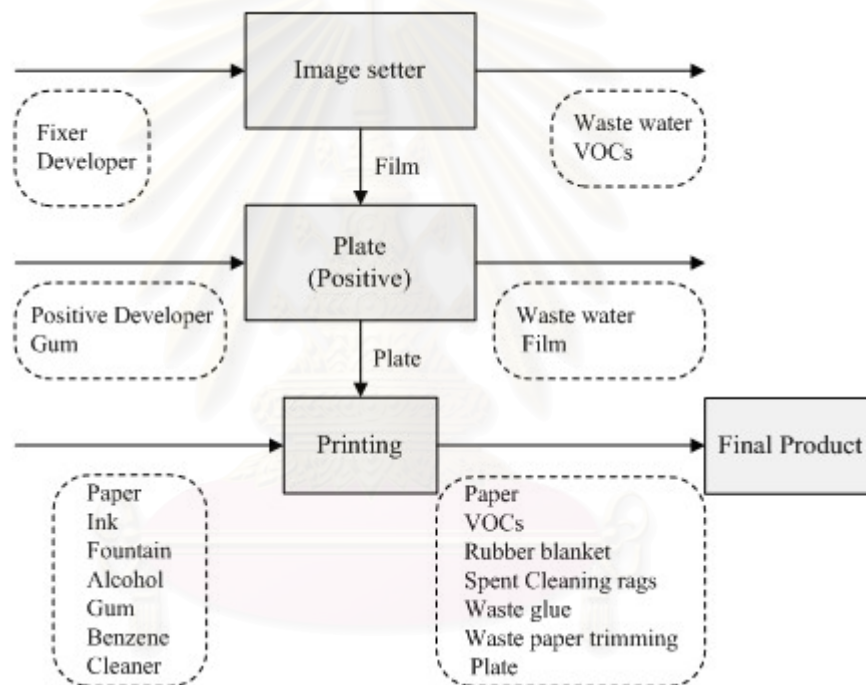 Image setter
Fixer
Developer
Waste water
VOCs
Film
Plate
(Positive)
Positive Developer
Gum
Waste water
Film
Plate
Printing
Final Product
Paper
Ink
Fountain
Alcohol
Gum
Benzene
Cleaner
Paper
VOCs
Rubber blanket
Spent Cleaning rags
Waste glue
Waste paper trimming
Plate